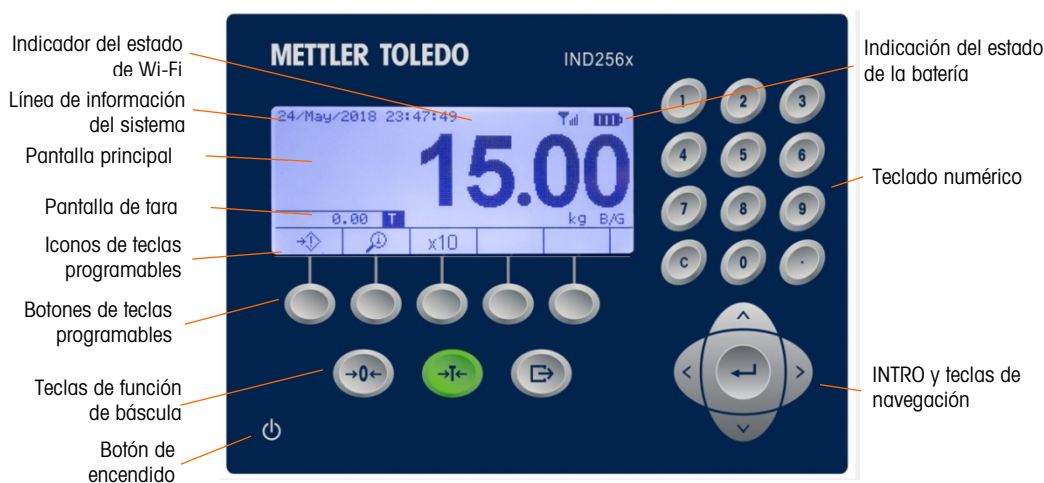 Indicador del estado
de Wi-Fi
Línea de información
del sistema
Pantalla principal
Pantalla de tara
Iconos de teclas
programables
Botones de teclas
programables
Teclas de función
de báscula
Botón de
encendido
METTLER TOLEDO
IND256x
24/May/2018 23:47:49
15.00
0.00 T
kg B/G
x10
→0←
→T←
1 2 3
4 5 6
7 8 9
C 0 .
Indicación del estado
de la batería
Teclado numérico
INTRO y teclas de
navegación